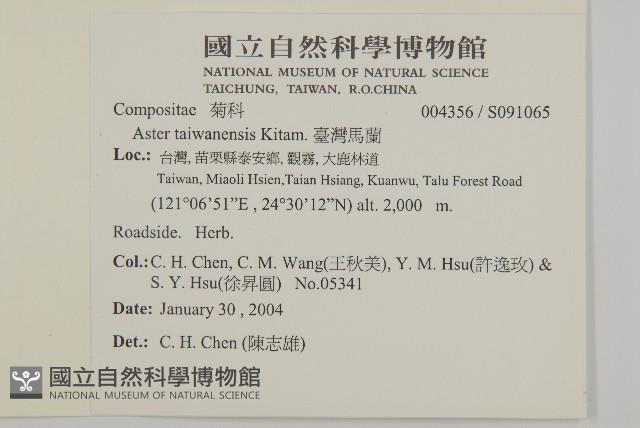 國立自然科學博物館
NATIONAL MUSEUM OF NATURAL SCIENCE
TAICHUNG, TAIWAN, R.O.CHINA
Compositae 菊科 004356 / S091065
Aster taiwanensis Kitam. 臺灣馬蘭
Loc.: 台灣, 苗栗縣泰安鄉, 觀霧, 大鹿林道
Taiwan, Miaoli Hsien,Taian Hsiang, Kuanwu, Talu Forest Road
(121°06’51”E , 24°30’12”N) alt. 2,000 m.
Roadside. Herb.
Col.: C. H. Chen, C. M. Wang(王秋美), Y. M. Hsu(許逸玫) &
S. Y. Hsu(徐昇圓) No.05341
Date: January 30 , 2004
Det.: C. H. Chen (陳志雄)
國立自然科學博物館
NATIONAL MUSEUM OF NATURAL SCIENCE